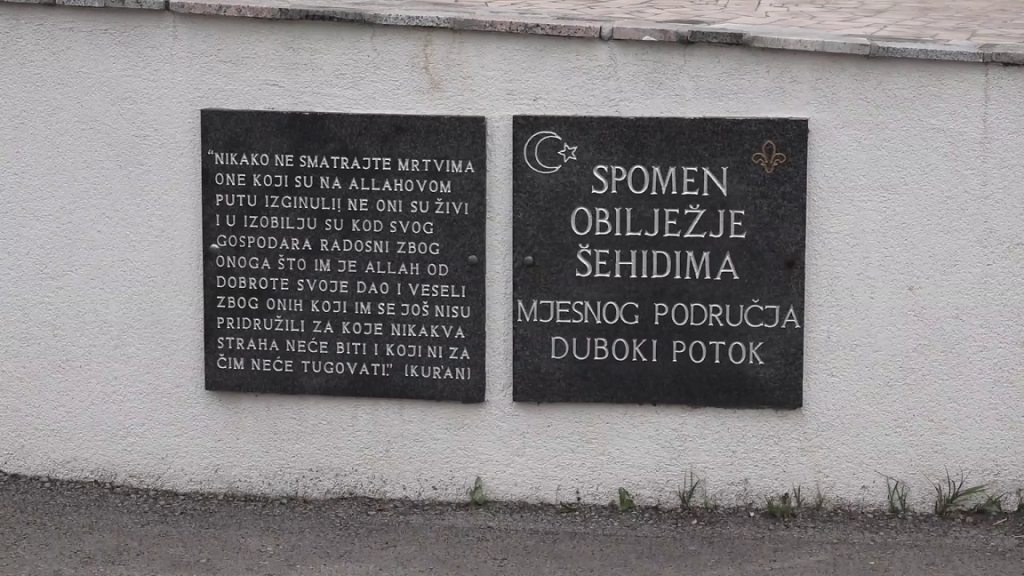 "NIKAKO NE SMATRAJTE MRTVIMA
ONE KOJI SU NA ALLAHOVOM
PUTU IZGINULI! NE ONI SU ŽIVI
I U IZOBILJU SU KOD SVOG
GOSPODARA RADOSNI ZBOG
ONOGA ŠTO IM JE ALLAH OD
DOBROTE SVOJE DAO I VESELI
ZBOG ONIH KOJI IM SE JOŠ NISU
PRIDRUŽILI ZA KOJE NIKAKVA
STRAHA NEĆE BITI I KOJI NI ZA
ČIM NEĆE TUGOVATI." (KUR'AN)
SPOMEN
OBILJEŽJE
ŠEHIDIMA
MJESNOG PODRUČJA
DUBOKI POTOK